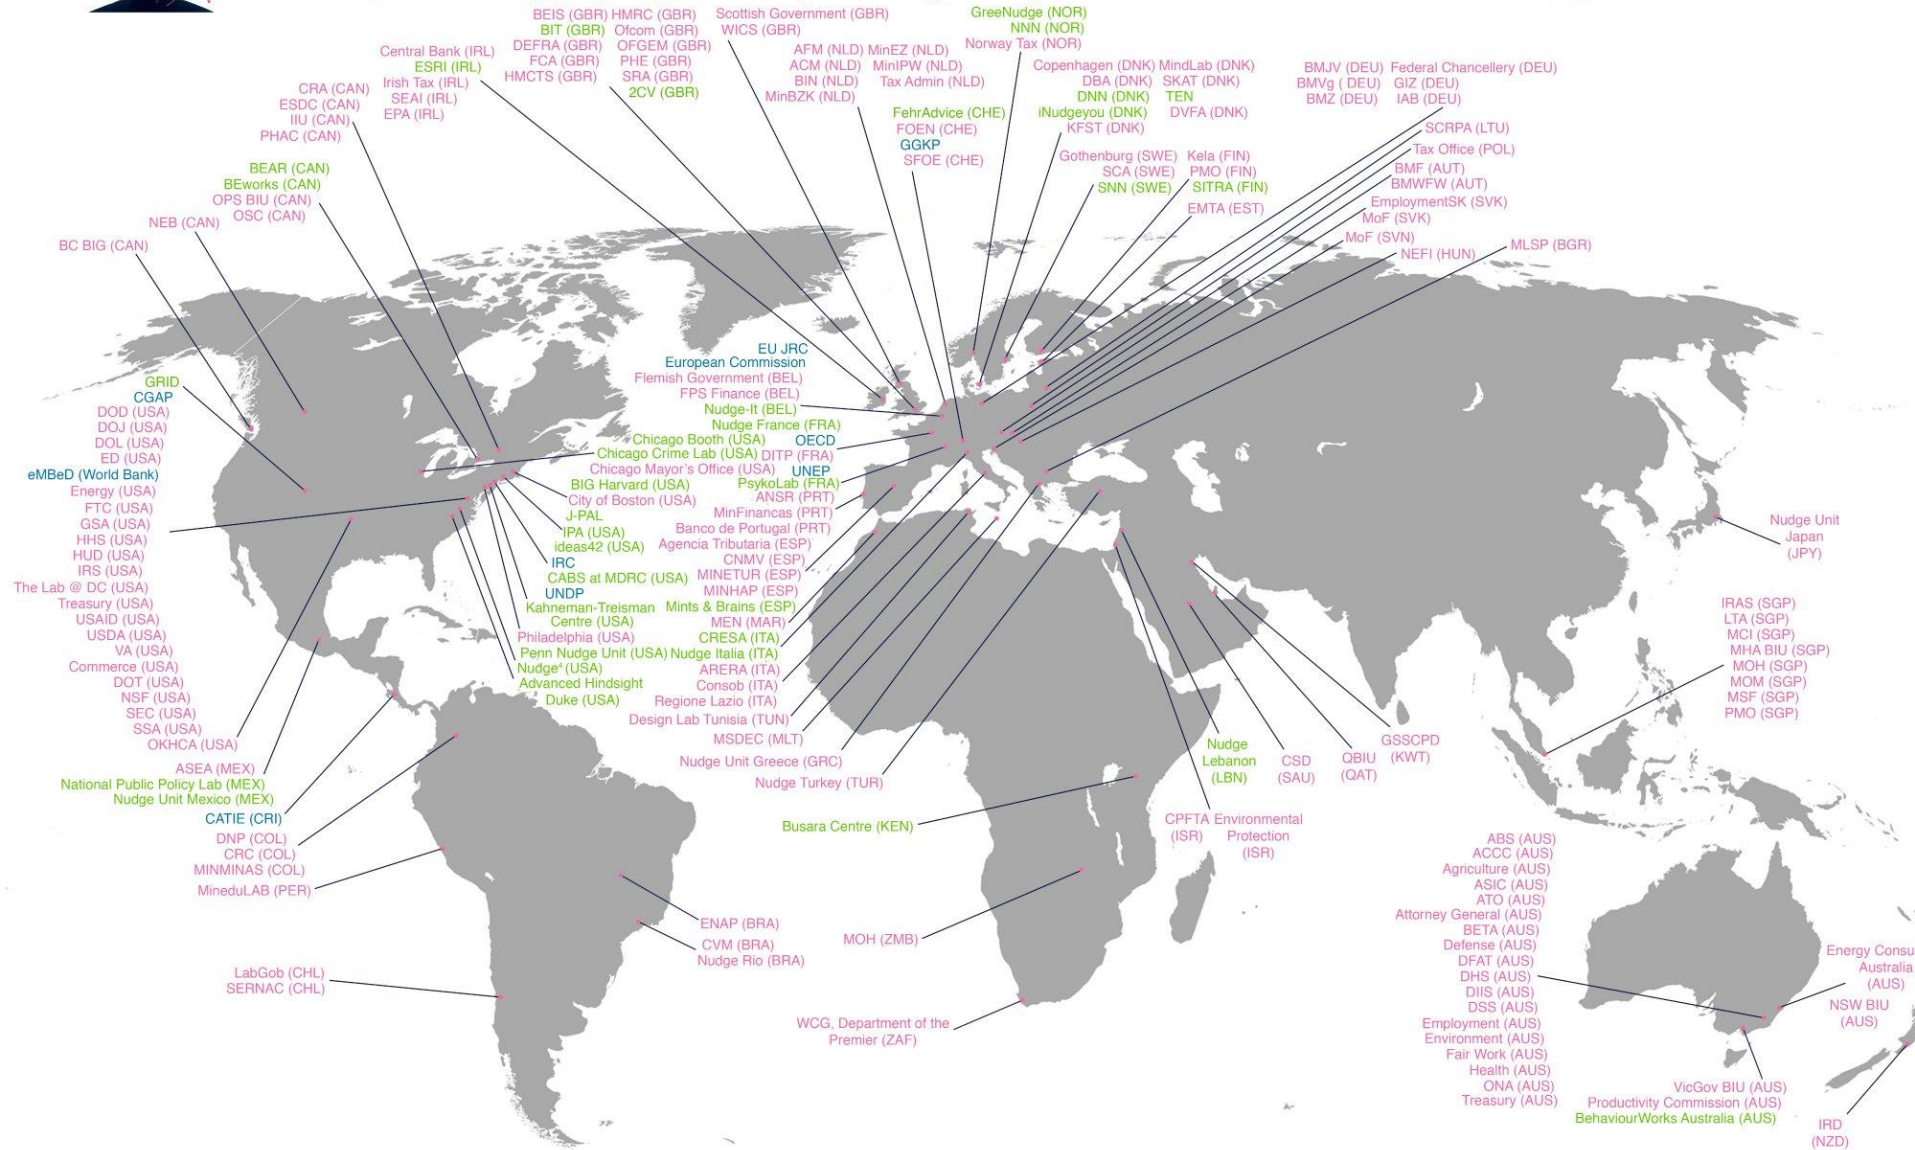 BEIS (GBR) HMRC (GBR)
BIT (GBR) Ofcom (GBR)
DEFRA (GBR) OFGEM (GBR)
FCA (GBR) PHE (GBR)
HMCTS (GBR) SRA (GBR)
2CV (GBR)
Scottish Government (GBR)
WICS (GBR)
GreeNudge (NOR)
NNN (NOR)
Norway Tax (NOR)
Central Bank (IRL)
ESRI (IRL)
Irish Tax (IRL)
SEAI (IRL)
EPA (IRL)
AFM (NLD) MinEZ (NLD)
ACM (NLD) MinIPW (NLD)
BIN (NLD) Tax Admin (NLD)
MinBZK (NLD)
Copenhagen (DNK) MindLab (DNK)
DBA (DNK) SKAT (DNK)
DNN (DNK) TEN
iNudgeyou (DNK) DVFA (DNK)
KFST (DNK)
BMJV (DEU) Federal Chancellery (DEU)
BMVg ( DEU) GIZ (DEU)
BMZ (DEU) IAB (DEU)
CRA (CAN)
ESDC (CAN)
IIU (CAN)
PHAC (CAN)
FehrAdvice (CHE)
FOEN (CHE)
GGKP
SFOE (CHE)
SCRPA (LTU)
Tax Office (POL)
BMF (AUT)
BMWFW (AUT)
EmploymentSK (SVK)
MoF (SVK)
MoF (SVN)
NEFI (HUN)
MLSP (BGR)
Gothenburg (SWE) Kela (FIN)
SCA (SWE) PMO (FIN)
SNN (SWE) SITRA (FIN)
EMTA (EST)
BEAR (CAN)
BEworks (CAN)
OPS BIU (CAN)
OSC (CAN)
NEB (CAN)
BC BIG (CAN)
GRID
CGAP
DOD (USA)
DOJ (USA)
DOL (USA)
ED (USA)
eMBeD (World Bank)
Energy (USA)
FTC (USA)
GSA (USA)
HHS (USA)
HUD (USA)
IRS (USA)
The Lab @ DC (USA)
Treasury (USA)
USAID (USA)
USDA (USA)
VA (USA)
Commerce (USA)
DOT (USA)
NSF (USA)
SEC (USA)
SSA (USA)
OKHCA (USA)
ASEA (MEX)
National Public Policy Lab (MEX)
Nudge Unit Mexico (MEX)
CATIE (CRI)
DNP (COL)
CRC (COL)
MINMINAS (COL)
MineduLAB (PER)
LabGob (CHL)
SERNAC (CHL)
EU JRC
European Commission
Flemish Government (BEL)
FPS Finance (BEL)
Nudge-It (BEL)
Nudge France (FRA)
Chicago Booth (USA) OECD
Chicago Crime Lab (USA) DITP (FRA)
Chicago Mayor's Office (USA) UNEP
BIG Harvard (USA) PsykoLab (FRA)
City of Boston (USA) ANSR (PRT)
J-PAL MinFinancas (PRT)
IPA (USA) Banco de Portugal (PRT)
ideas42 (USA) Agencia Tributaria (ESP)
IRC CNMV (ESP)
CABS at MDRC (USA) MINETUR (ESP)
UNDP MINHAP (ESP)
Kahneman-Treisman Mints & Brains (ESP)
Centre (USA) MEN (MAR)
Philadelphia (USA) CRESA (ITA)
Penn Nudge Unit (USA) Nudge Italia (ITA)
Nudge⁴ (USA) ARERA (ITA)
Advanced Hindsight Consob (ITA)
Duke (USA) Regione Lazio (ITA)
Design Lab Tunisia (TUN)
MSDEC (MLT)
Nudge Unit Greece (GRC)
Nudge Turkey (TUR)
Busara Centre (KEN)
ENAP (BRA)
CVM (BRA)
Nudge Rio (BRA)
MOH (ZMB)
WCG, Department of the
Premier (ZAF)
Nudge
Lebanon
(LBN)
CSD
(SAU)
QBIU
(QAT)
GSSCPD
(KWT)
CPFTA Environmental
(ISR) Protection
(ISR)
Nudge Unit
Japan
(JPY)
IRAS (SGP)
LTA (SGP)
MCI (SGP)
MHA BIU (SGP)
MOH (SGP)
MOM (SGP)
MSF (SGP)
PMO (SGP)
ABS (AUS)
ACCC (AUS)
Agriculture (AUS)
ASIC (AUS)
ATO (AUS)
Attorney General (AUS)
BETA (AUS)
Defense (AUS)
DFAT (AUS)
DHS (AUS)
DIIS (AUS)
DSS (AUS)
Employment (AUS)
Environment (AUS)
Fair Work (AUS)
Health (AUS)
ONA (AUS)
Treasury (AUS)
Energy Consu
Australia
(AUS)
NSW BIU
(AUS)
VicGov BIU (AUS)
Productivity Commission (AUS)
BehaviourWorks Australia (AUS)
IRD
(NZD)